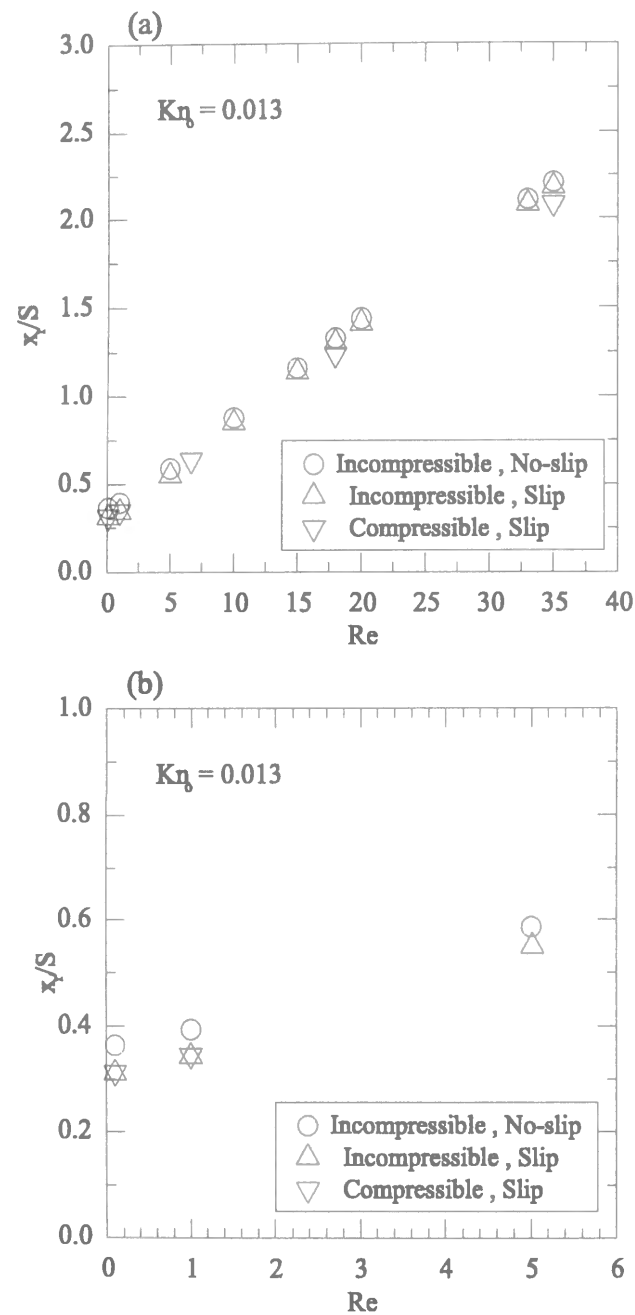 (a)
3.0
2.5
2.0
1.5
1.0
0.5
0.0
Kn₀ = 0.013
xᵣ/S
Incompressible , No-slip
Incompressible , Slip
Compressible , Slip
0 5 10 15 20 25 30 35 40
Re
(b)
1.0
0.8
0.6
0.4
0.2
0.0
Kn₀ = 0.013
xᵣ/S
Incompressible , No-slip
Incompressible , Slip
Compressible , Slip
0 1 2 3 4 5 6
Re